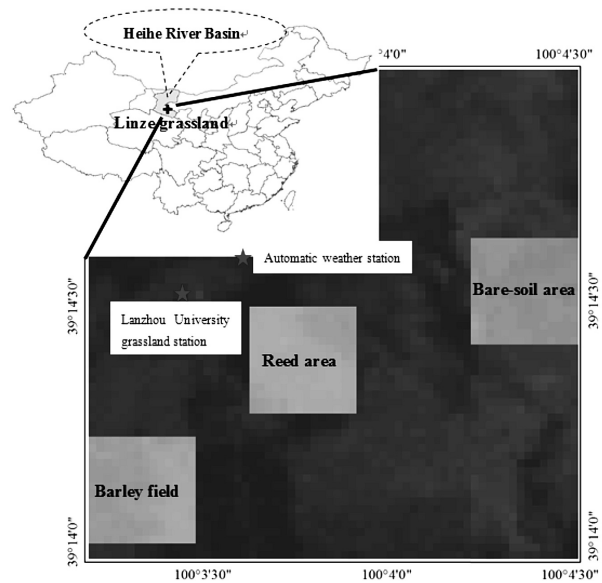 Heihe River Basin
Linze grassland
°4'0"
100°4'30"
Automatic weather station
Bare-soil area
39°14'30"
39°14'30"
Lanzhou University
grassland station
Reed area
Barley field
39°14'0"
39°14'0"
100°3'30"
100°4'0"
100°4'30"